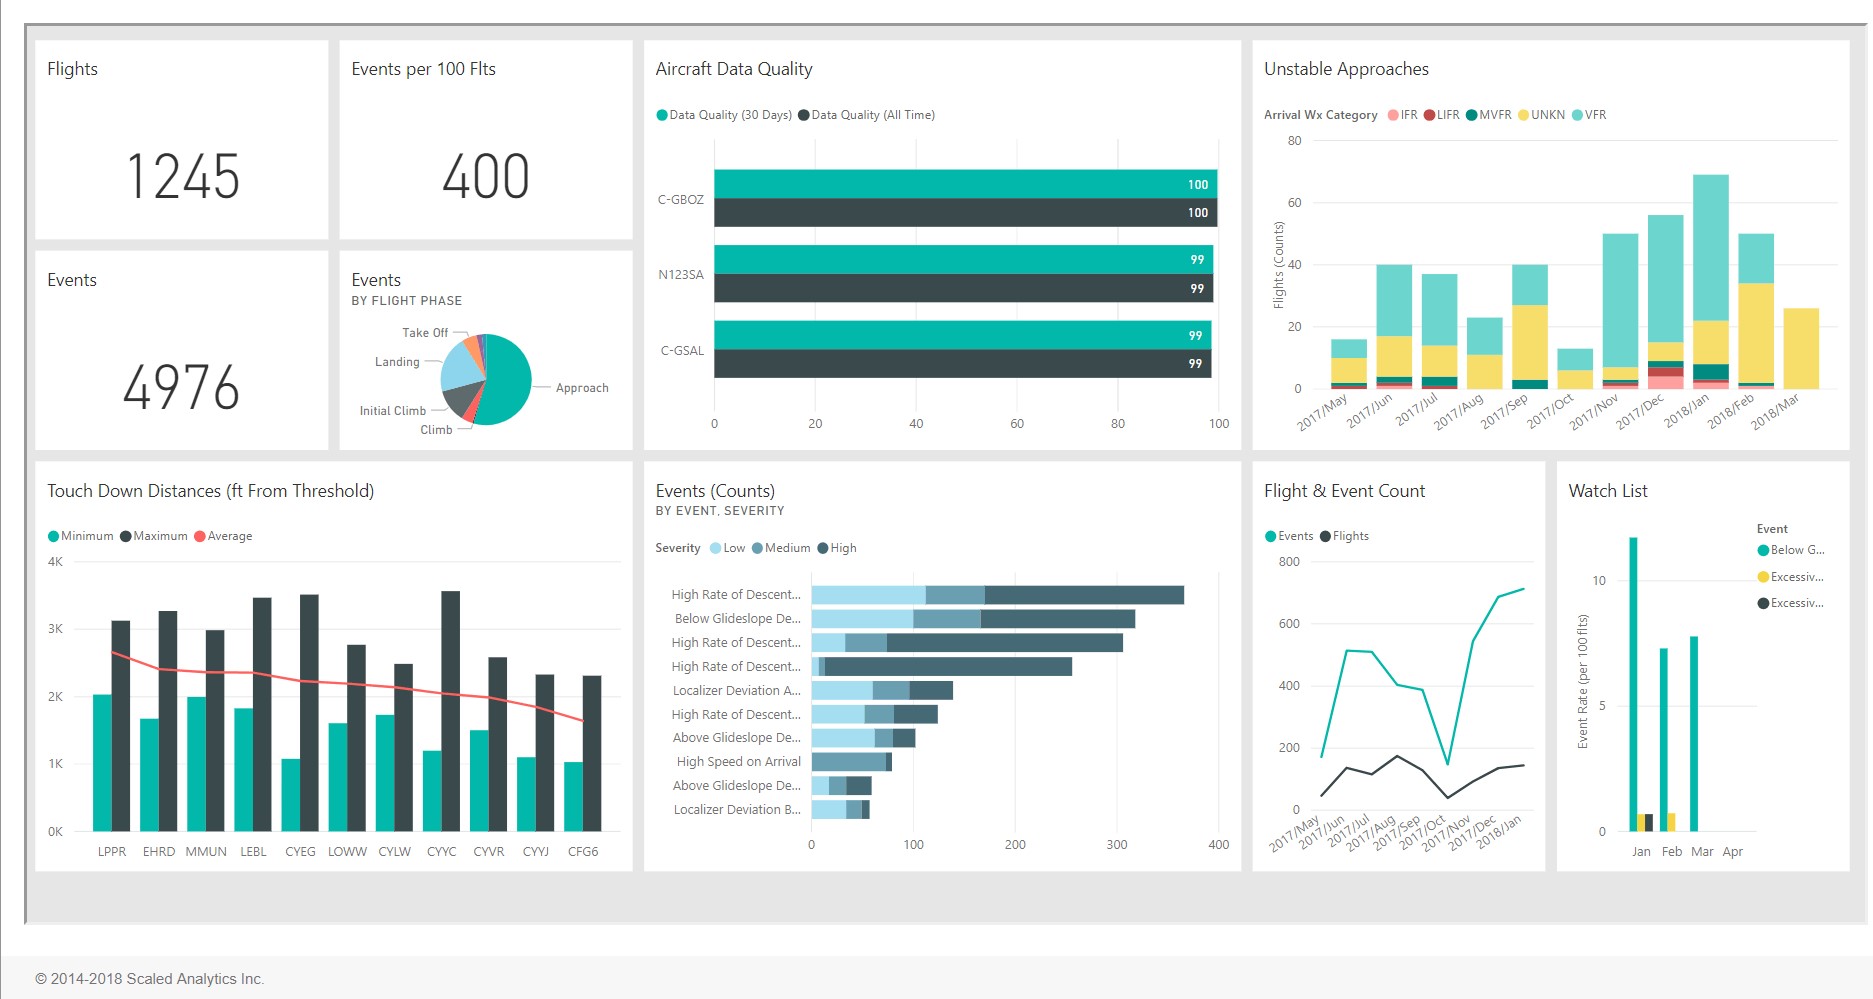 Flights
1245
Events per 100 Flts
400
Events
4976
Events
BY FLIGHT PHASE
Take Off
Landing
Approach
Initial Climb
Climb
Aircraft Data Quality
Data Quality (30 Days) Data Quality (All Time)
C-GBOZ
100
100
N123SA
99
99
C-GSAL
99
99
0 20 40 60 80 100
Unstable Approaches
Arrival Wx Category IFR LIFR MVFR UNKN VFR
Flights (Counts)
80
60
40
20
0
2017/May 2017/Jun 2017/Jul 2017/Aug 2017/Sep 2017/Oct 2017/Nov 2017/Dec 2018/Jan 2018/Feb 2018/Mar
Touch Down Distances (ft From Threshold)
Minimum Maximum Average
4K
3K
2K
1K
0K
LPPR EHRD MMUN LEBL CYEG LOWW CYLW CYYC CYVR CYYJ CFG6
Events (Counts)
BY EVENT, SEVERITY
Severity Low Medium High
High Rate of Descent...
Below Glideslope De...
High Rate of Descent...
High Rate of Descent...
Localizer Deviation A...
High Rate of Descent...
Above Glideslope De...
High Speed on Arrival
Above Glideslope De...
Localizer Deviation B...
0 100 200 300 400
Flight & Event Count
Events Flights
800
600
400
200
0
2017/May 2017/Jun 2017/Jul 2017/Aug 2017/Sep 2017/Oct 2017/Nov 2017/Dec 2018/Jan
Watch List
Event
Below G...
Excessiv...
Excessiv...
Event Rate (per 100 flts)
10
5
0
Jan Feb Mar Apr
© 2014-2018 Scaled Analytics Inc.